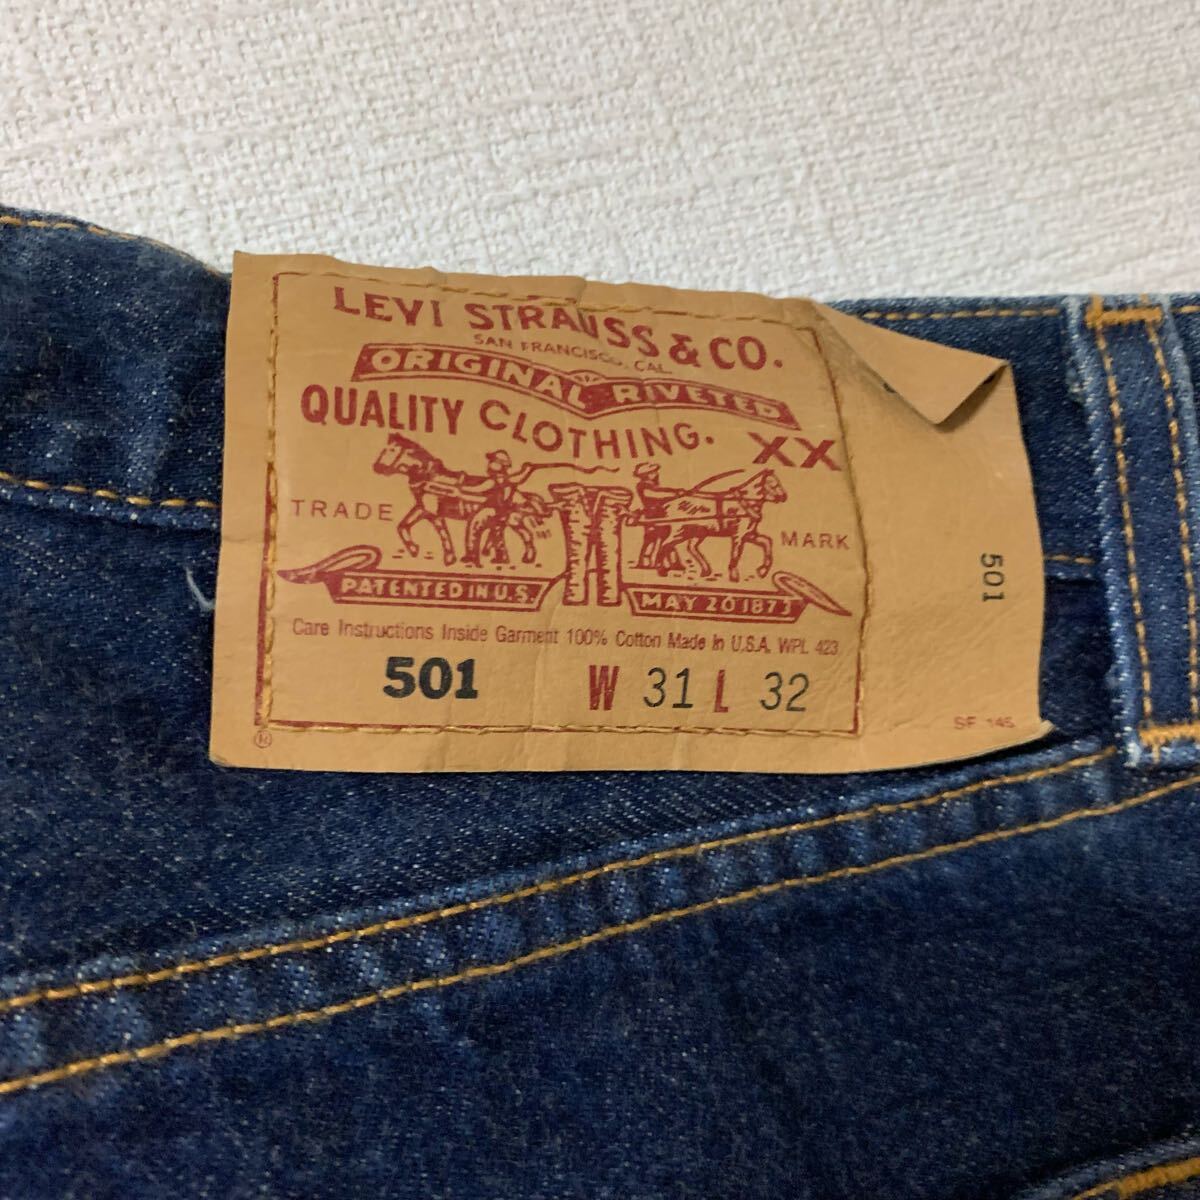 LEVI STRAUSS & CO.
SAN FRANCISCO, CAL.
ORIGINAL RIVETED
QUALITY CLOTHING. XX
TRADE MARK
PATENTED IN U.S. MAY 20 1873
Care Instructions Inside Garment 100% Cotton Made in U.S.A. WPL 423
501 W 31 L 32
®
501
SF 145